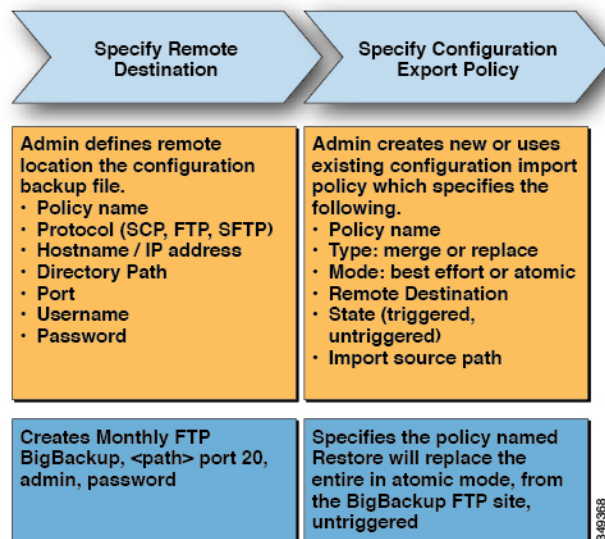 Specify Remote
Destination
Specify Configuration
Export Policy
Admin defines remote
location the configuration
backup file.
• Policy name
• Protocol (SCP, FTP, SFTP)
• Hostname / IP address
• Directory Path
• Port
• Username
• Password
Admin creates new or uses
existing configuration import
policy which specifies the
following.
• Policy name
• Type: merge or replace
• Mode: best effort or atomic
• Remote Destination
• State (triggered,
untriggered)
• Import source path
Creates Monthly FTP
BigBackup, <path> port 20,
admin, password
Specifies the policy named
Restore will replace the
entire in atomic mode, from
the BigBackup FTP site,
untriggered
349368